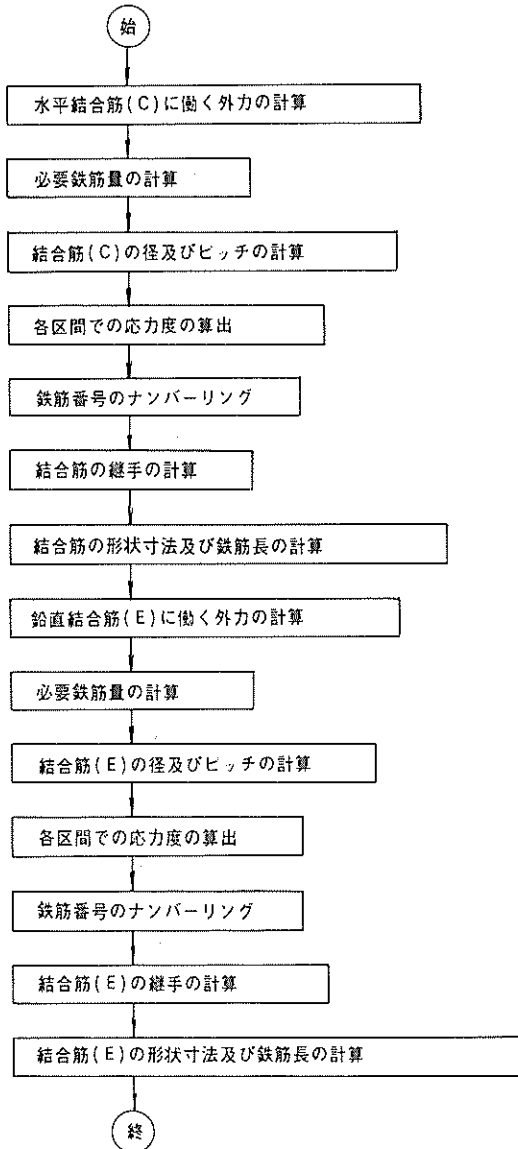 始
水平結合筋(C)に働く外力の計算
必要鉄筋量の計算
結合筋(C)の径及びピッチの計算
各区間での応力度の算出
鉄筋番号のナンバーリング
結合筋の継手の計算
結合筋の形状寸法及び鉄筋長の計算
鉛直結合筋(E)に働く外力の計算
必要鉄筋量の計算
結合筋(E)の径及びピッチの計算
各区間での応力度の算出
鉄筋番号のナンバーリング
結合筋(E)の継手の計算
結合筋(E)の形状寸法及び鉄筋長の計算
終